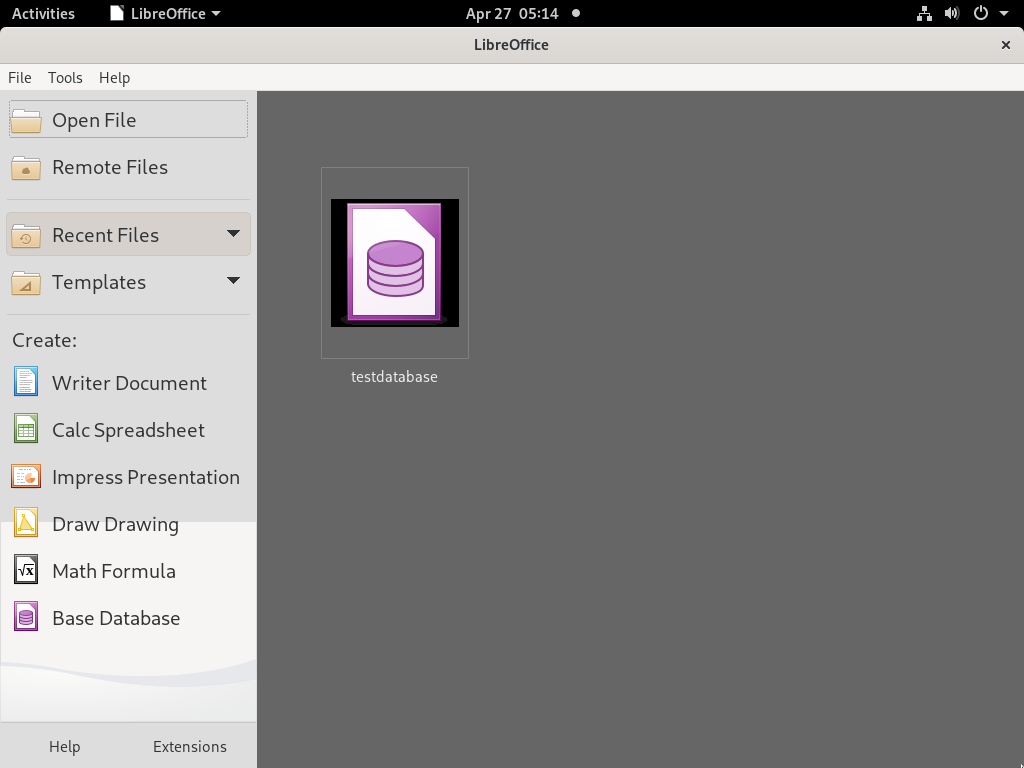 Activities
LibreOffice
Apr 27 05:14
LibreOffice
File Tools Help
Open File
Remote Files
Recent Files
Templates
Create:
Writer Document
Calc Spreadsheet
Impress Presentation
Draw Drawing
Math Formula
Base Database
Help Extensions
testdatabase